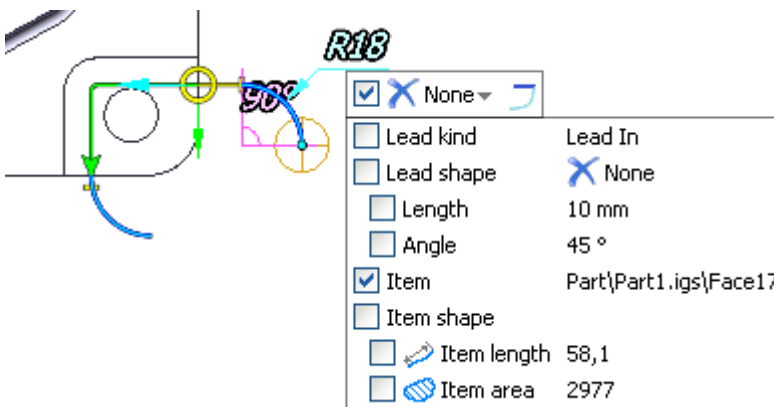 R18
90°
None
Lead kind Lead In
Lead shape None
Length 10 mm
Angle 45 °
Item Part\Part1.igs\Face17
Item shape
Item length 58,1
Item area 2977